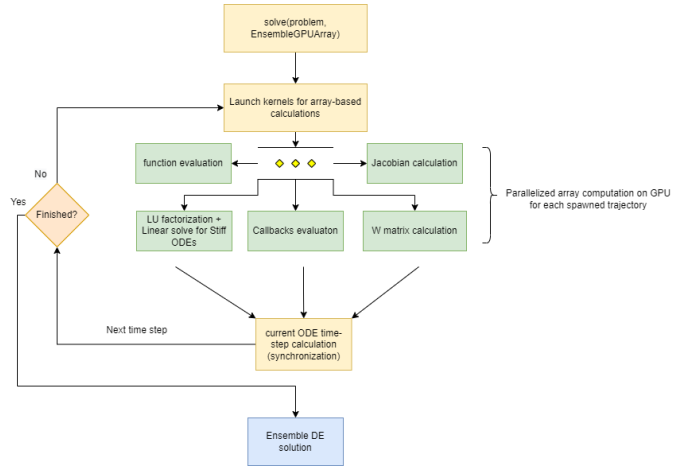 solve(problem,
EnsembleGPUArray)
Launch kernels for array-based
calculations
function evaluation
Jacobian calculation
No
Yes
Finished?
Parallelized array computation on GPU
for each spawned trajectory
LU factorization +
Linear solve for Stiff
ODEs
Callbacks evaluaton
W matrix calculation
Next time step
current ODE time-
step calculation
(synchronization)
Ensemble DE
solution